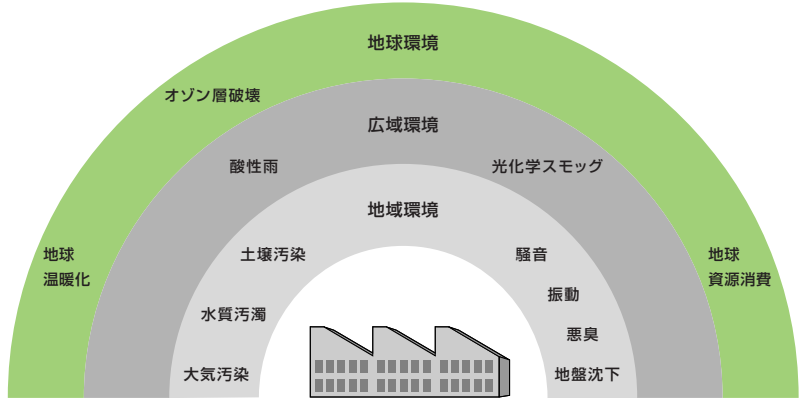 地球環境
オゾン層破壊
広域環境
酸性雨
光化学スモッグ
地域環境
土壌汚染
騒音
地球
温暖化
地球
資源消費
振動
水質汚濁
悪臭
大気汚染
地盤沈下